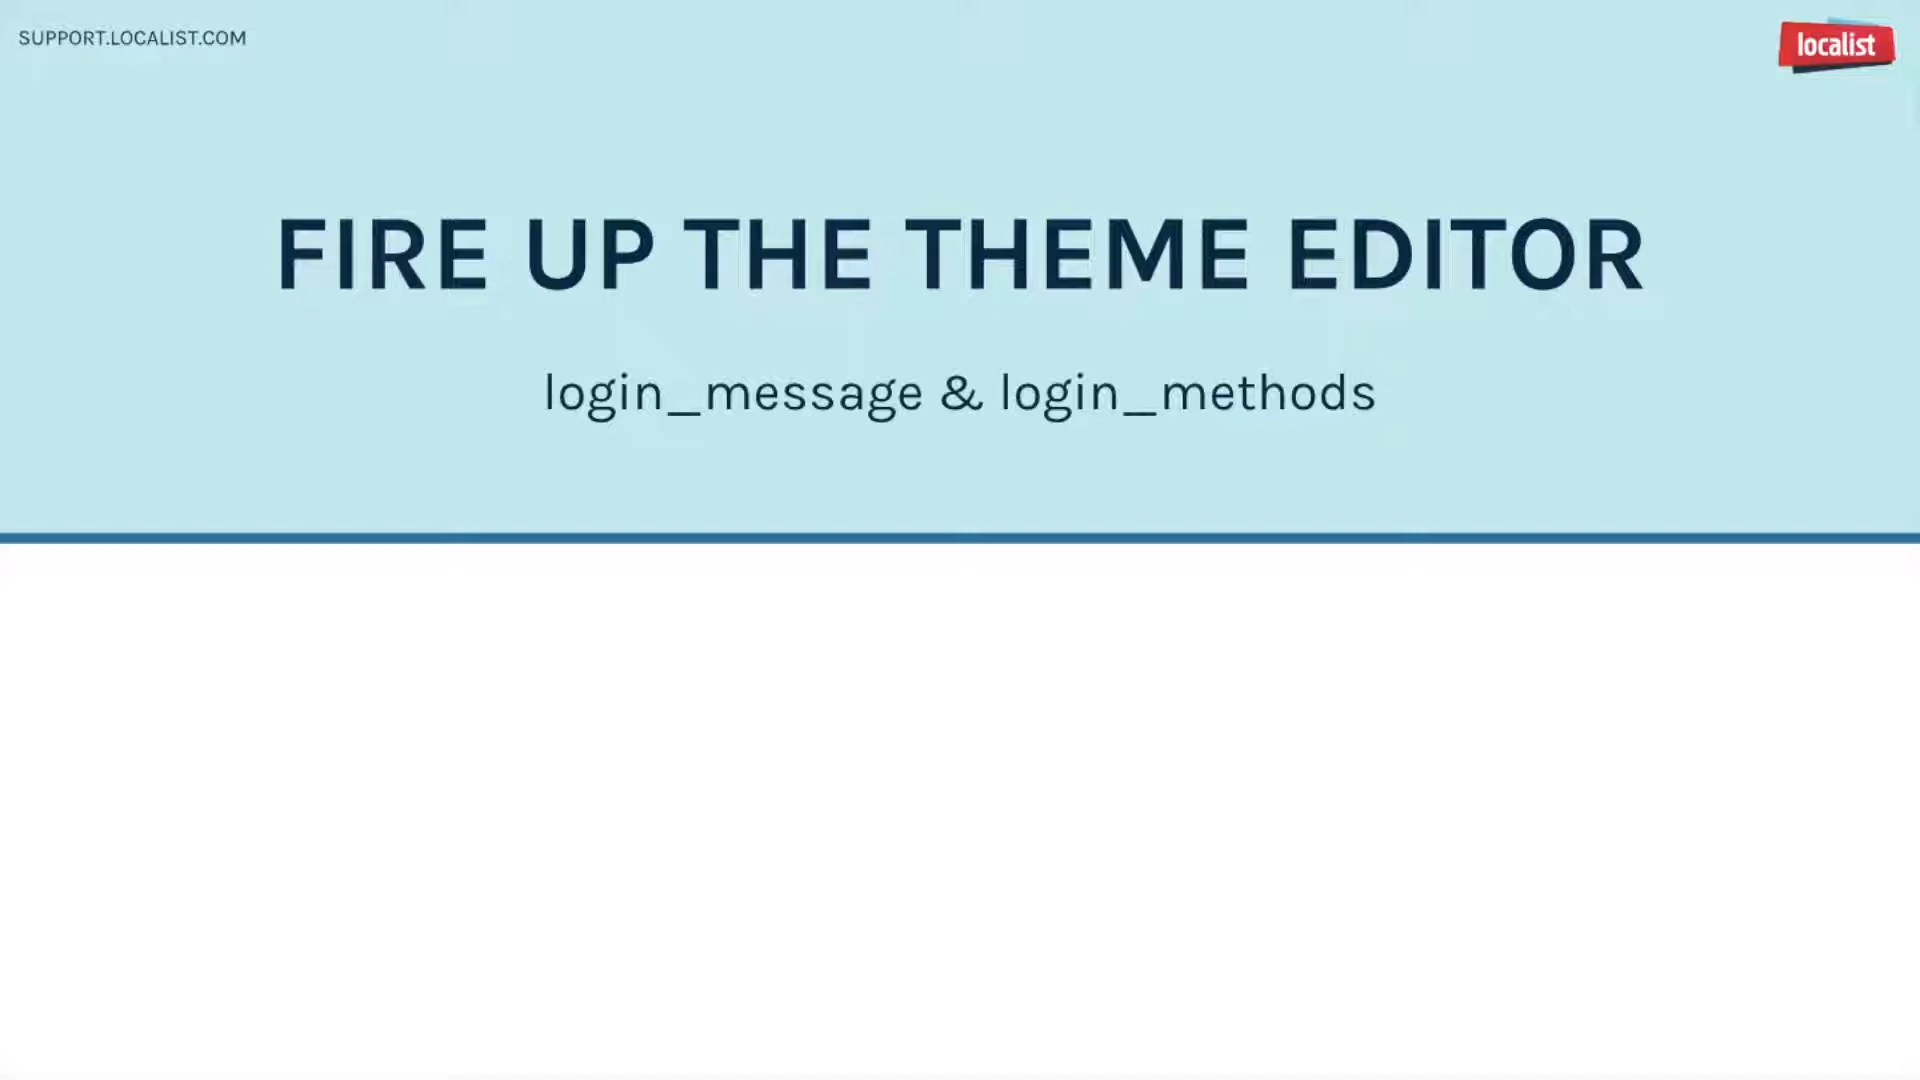 SUPPORT.LOCALIST.COM
localist
FIRE UP THE THEME EDITOR
login_message & login_methods